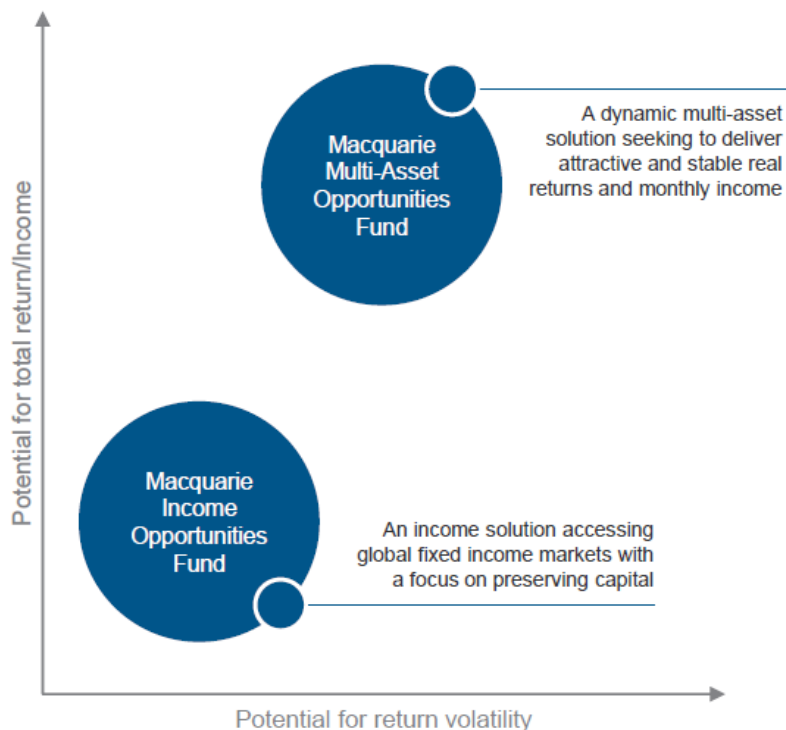 Potential for total return/Income
Macquarie
Multi-Asset
Opportunities
Fund
A dynamic multi-asset
solution seeking to deliver
attractive and stable real
returns and monthly income
Macquarie
Income
Opportunities
Fund
An income solution accessing
global fixed income markets with
a focus on preserving capital
Potential for return volatility